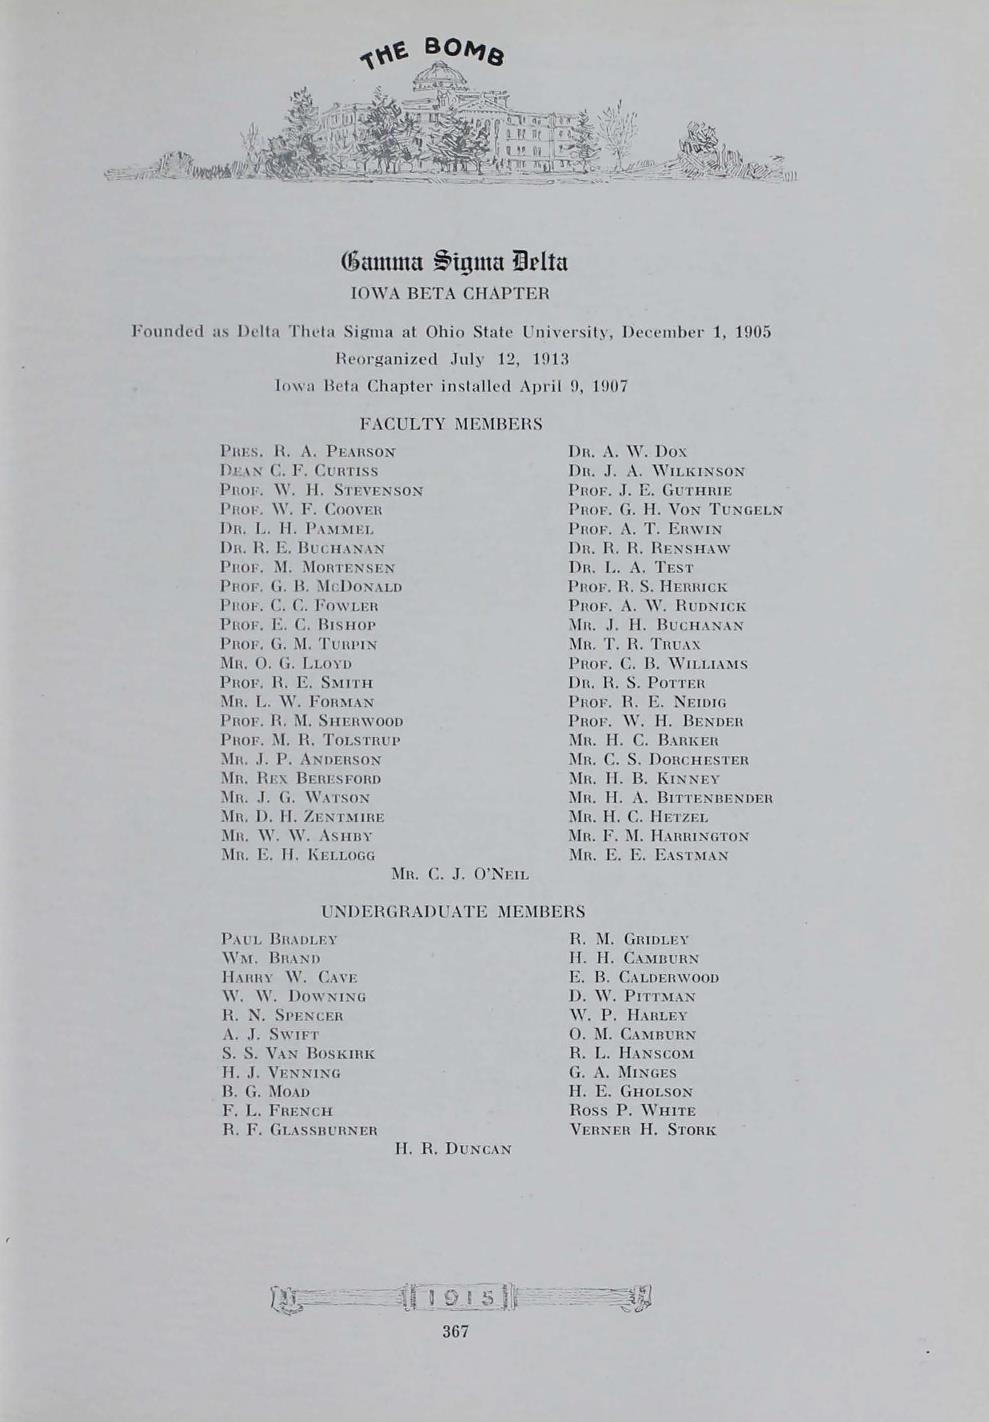 THE BOMB
Gamma Sigma Delta
IOWA BETA CHAPTER
Founded as Delta Theta Sigma at Ohio State University, December 1, 1905
Reorganized July 12, 1913
Iowa Beta Chapter installed April 9, 1907
FACULTY MEMBERS
PRES. R. A. PEARSON
DEAN C. F. CURTISS
PROF. W. H. STEVENSON
PROF. W. F. COOVER
DR. L. H. PAMMEL
DR. R. E. BUCHANAN
PROF. M. MORTENSEN
PROF. G. B. MCDONALD
PROF. C. C. FOWLER
PROF. E. C. BISHOP
PROF. G. M. TURPIN
MR. O. G. LLOYD
PROF. R. E. SMITH
MR. L. W. FORMAN
PROF. R. M. SHERWOOD
PROF. M. R. TOLSTRUP
MR. J. P. ANDERSON
MR. REX BERESFORD
MR. J. G. WATSON
MR. D. H. ZENTMIRE
MR. W. W. ASHBY
MR. E. H. KELLOGG
DR. A. W. DOX
DR. J. A. WILKINSON
PROF. J. E. GUTHRIE
PROF. G. H. VON TUNGELN
PROF. A. T. ERWIN
DR. R. R. RENSHAW
DR. L. A. TEST
PROF. R. S. HERRICK
PROF. A. W. RUDNICK
MR. J. H. BUCHANAN
MR. T. R. TRUAX
PROF. C. B. WILLIAMS
DR. R. S. POTTER
PROF. R. E. NEIDIG
PROF. W. H. BENDER
MR. H. C. BARKER
MR. C. S. DORCHESTER
MR. H. B. KINNEY
MR. H. A. BITTENBENDER
MR. H. C. HETZEL
MR. F. M. HARRINGTON
MR. E. E. EASTMAN
MR. C. J. O'NEIL
UNDERGRADUATE MEMBERS
PAUL BRADLEY
WM. BRAND
HARRY W. CAVE
W. W. DOWNING
R. N. SPENCER
A. J. SWIFT
S. S. VAN BOSKIRK
H. J. VENNING
B. G. MOAD
F. L. FRENCH
R. F. GLASSBURNER
R. M. GRIDLEY
H. H. CAMBURN
E. B. CALDERWOOD
D. W. PITTMAN
W. P. HARLEY
O. M. CAMBURN
R. L. HANSCOM
G. A. MINGES
H. E. GHOLSON
ROSS P. WHITE
VERNER H. STORK
H. R. DUNCAN
1915
367